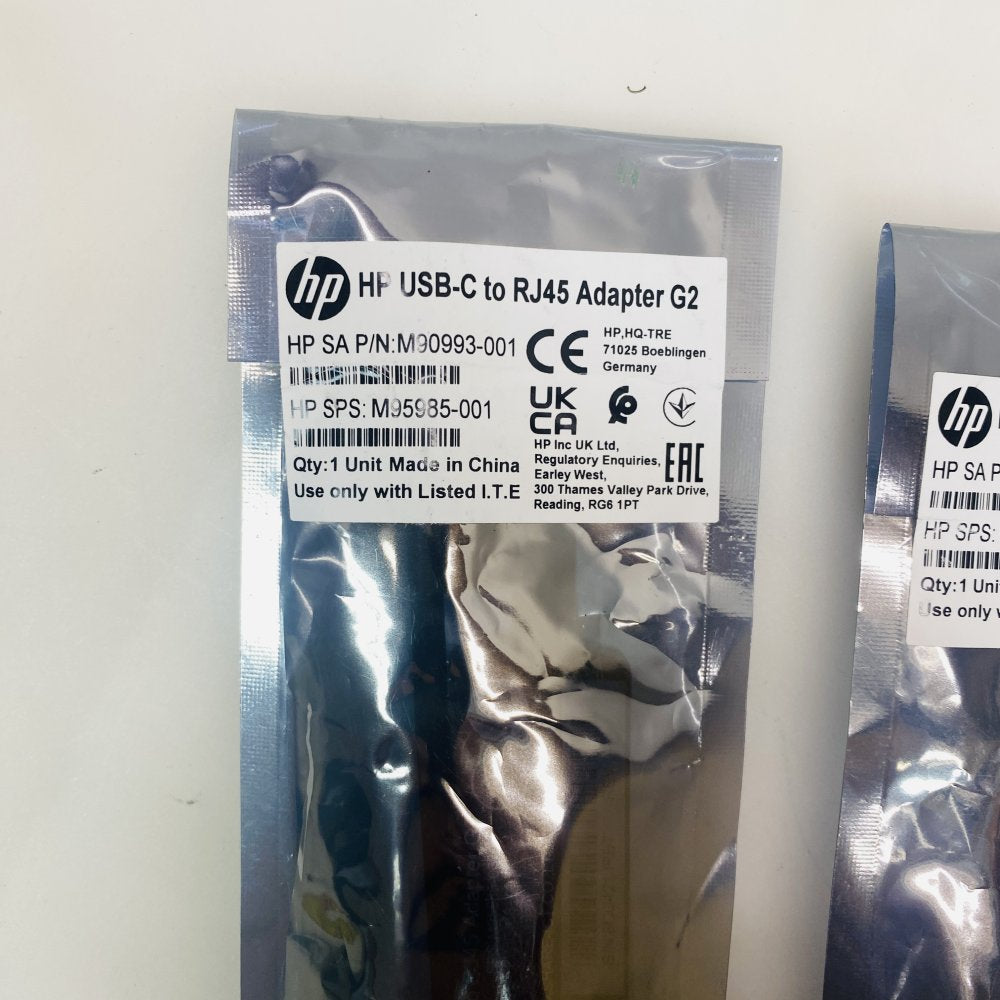 hp HP USB-C to RJ45 Adapter G2
HP SA P/N:M90993-001
HP SPS: M95985-001
Qty:1 Unit Made in China
Use only with Listed I.T.E
CE
HP,HQ-TRE
71025 Boeblingen
Germany
UK
CA
HP Inc UK Ltd,
Regulatory Enquiries,
Earley West,
300 Thames Valley Park Drive,
Reading, RG6 1PT
EAC
hp
HP SA P
HP SPS:
Qty:1 Uni
Use only